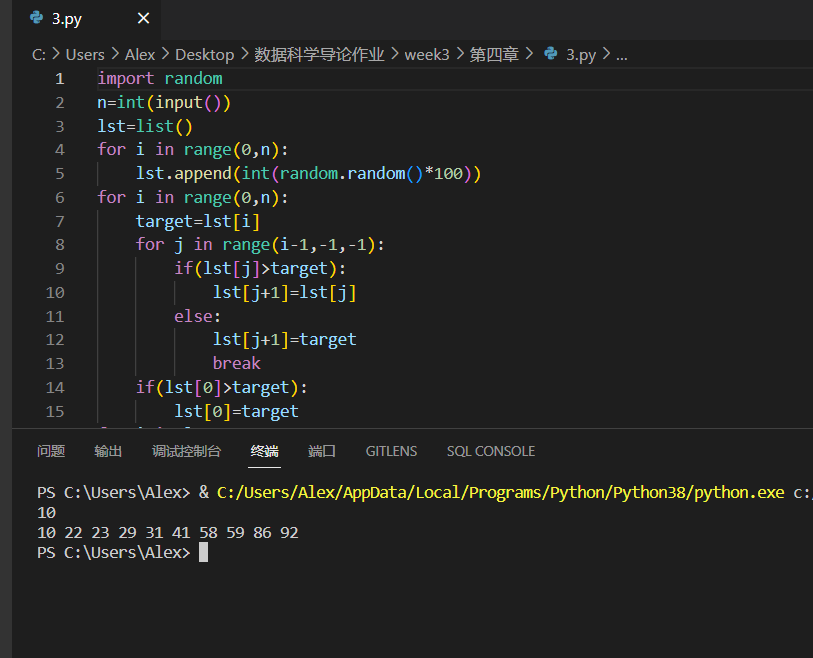 3.py
C: > Users > Alex > Desktop > 数据科学导论作业 > week3 > 第四章 > 3.py > ...
1 import random
2 n=int(input())
3 lst=list()
4 for i in range(0,n):
5 lst.append(int(random.random()*100))
6 for i in range(0,n):
7 target=lst[i]
8 for j in range(i-1,-1,-1):
9 if(lst[j]>target):
10 lst[j+1]=lst[j]
11 else:
12 lst[j+1]=target
13 break
14 if(lst[0]>target):
15 lst[0]=target
问题 输出 调试控制台 终端 端口 GITLENS SQL CONSOLE
PS C:\Users\Alex> & C:/Users/Alex/AppData/Local/Programs/Python/Python38/python.exe c:
10
10 22 23 29 31 41 58 59 86 92
PS C:\Users\Alex>